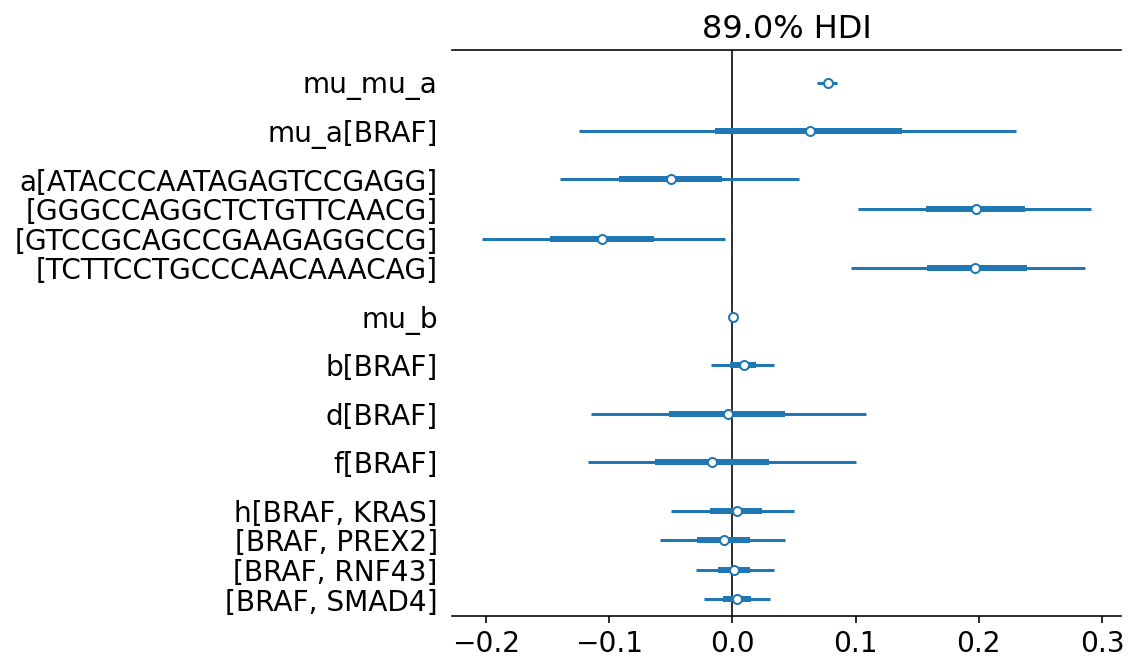 89.0% HDI
mu_mu_a
mu_a[BRAF]
a[ATACCCAATAGAGTCCGAGG]
[GGGCCAGGCTCTGTTCAACG]
[GTCCGCAGCCGAAGAGGCCG]
[TCTTCCTGCCCAACAAACAG]
mu_b
b[BRAF]
d[BRAF]
f[BRAF]
h[BRAF, KRAS]
[BRAF, PREX2]
[BRAF, RNF43]
[BRAF, SMAD4]
−0.2 −0.1 0.0 0.1 0.2 0.3